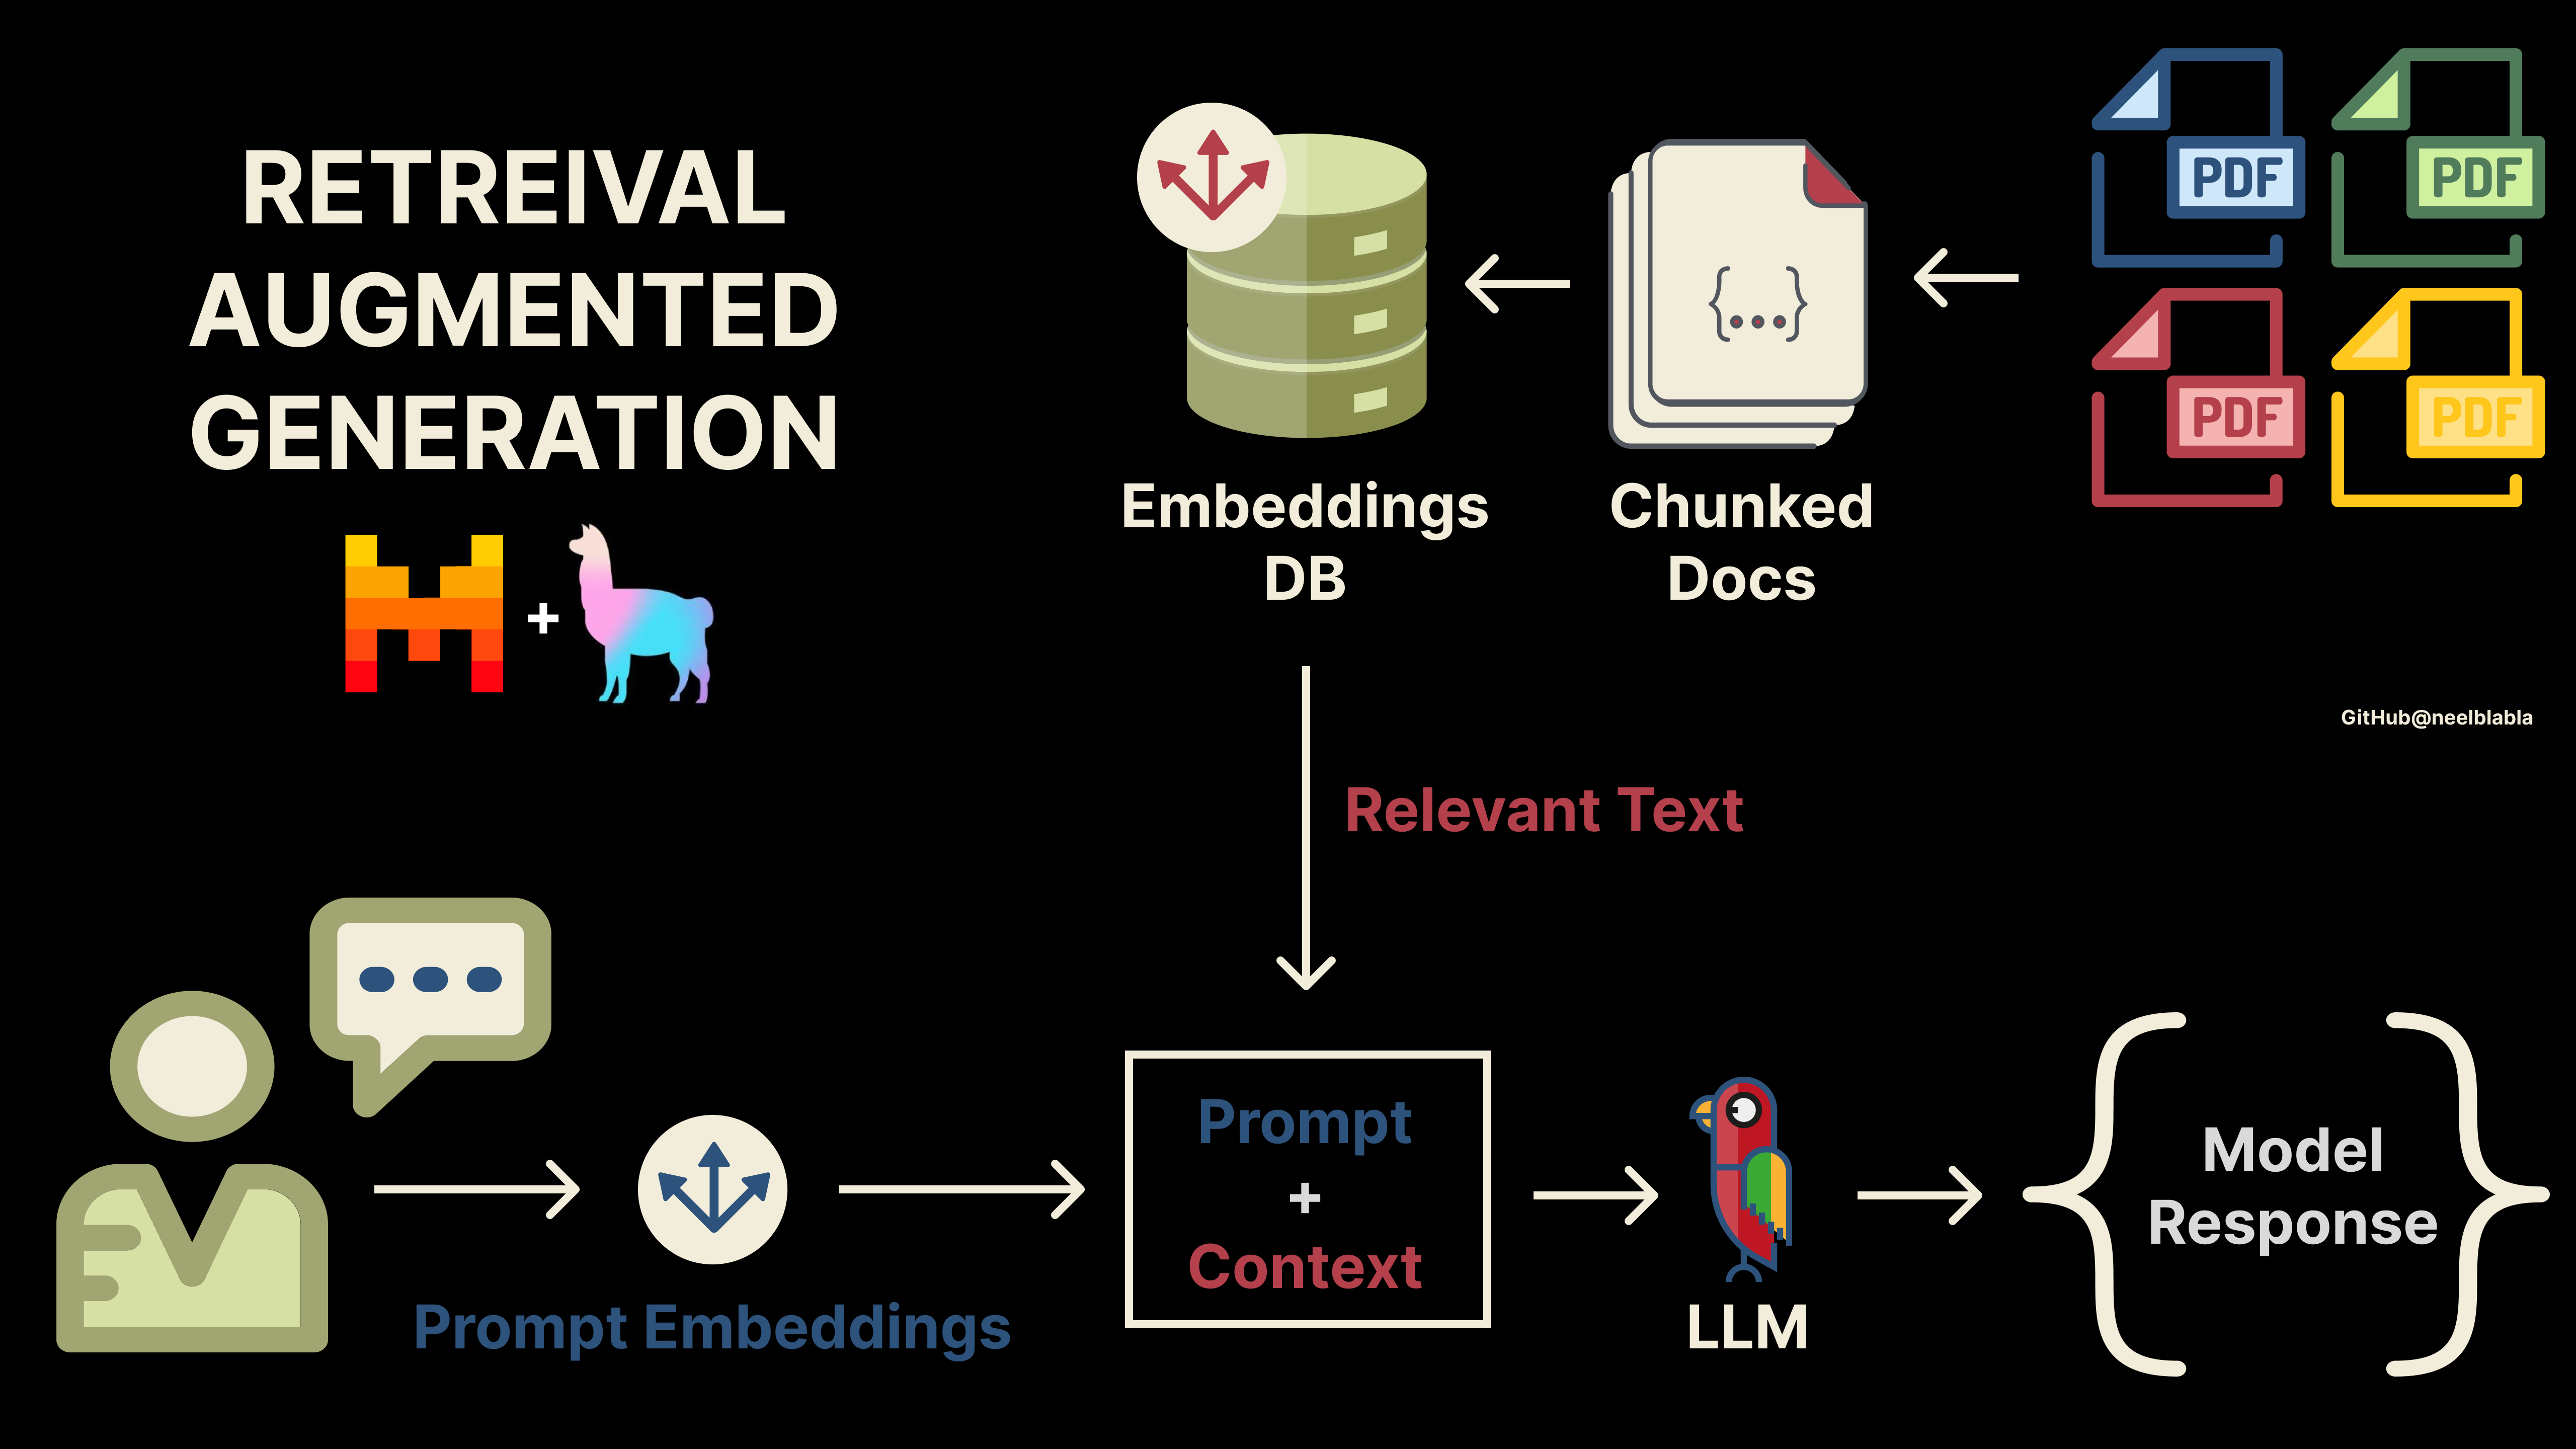 RETREIVAL
AUGMENTED
GENERATION
+
Embeddings
DB
Chunked
Docs
PDF
PDF
PDF
PDF
GitHub@neelblabla
Relevant Text
Prompt Embeddings
Prompt
+
Context
LLM
Model
Response